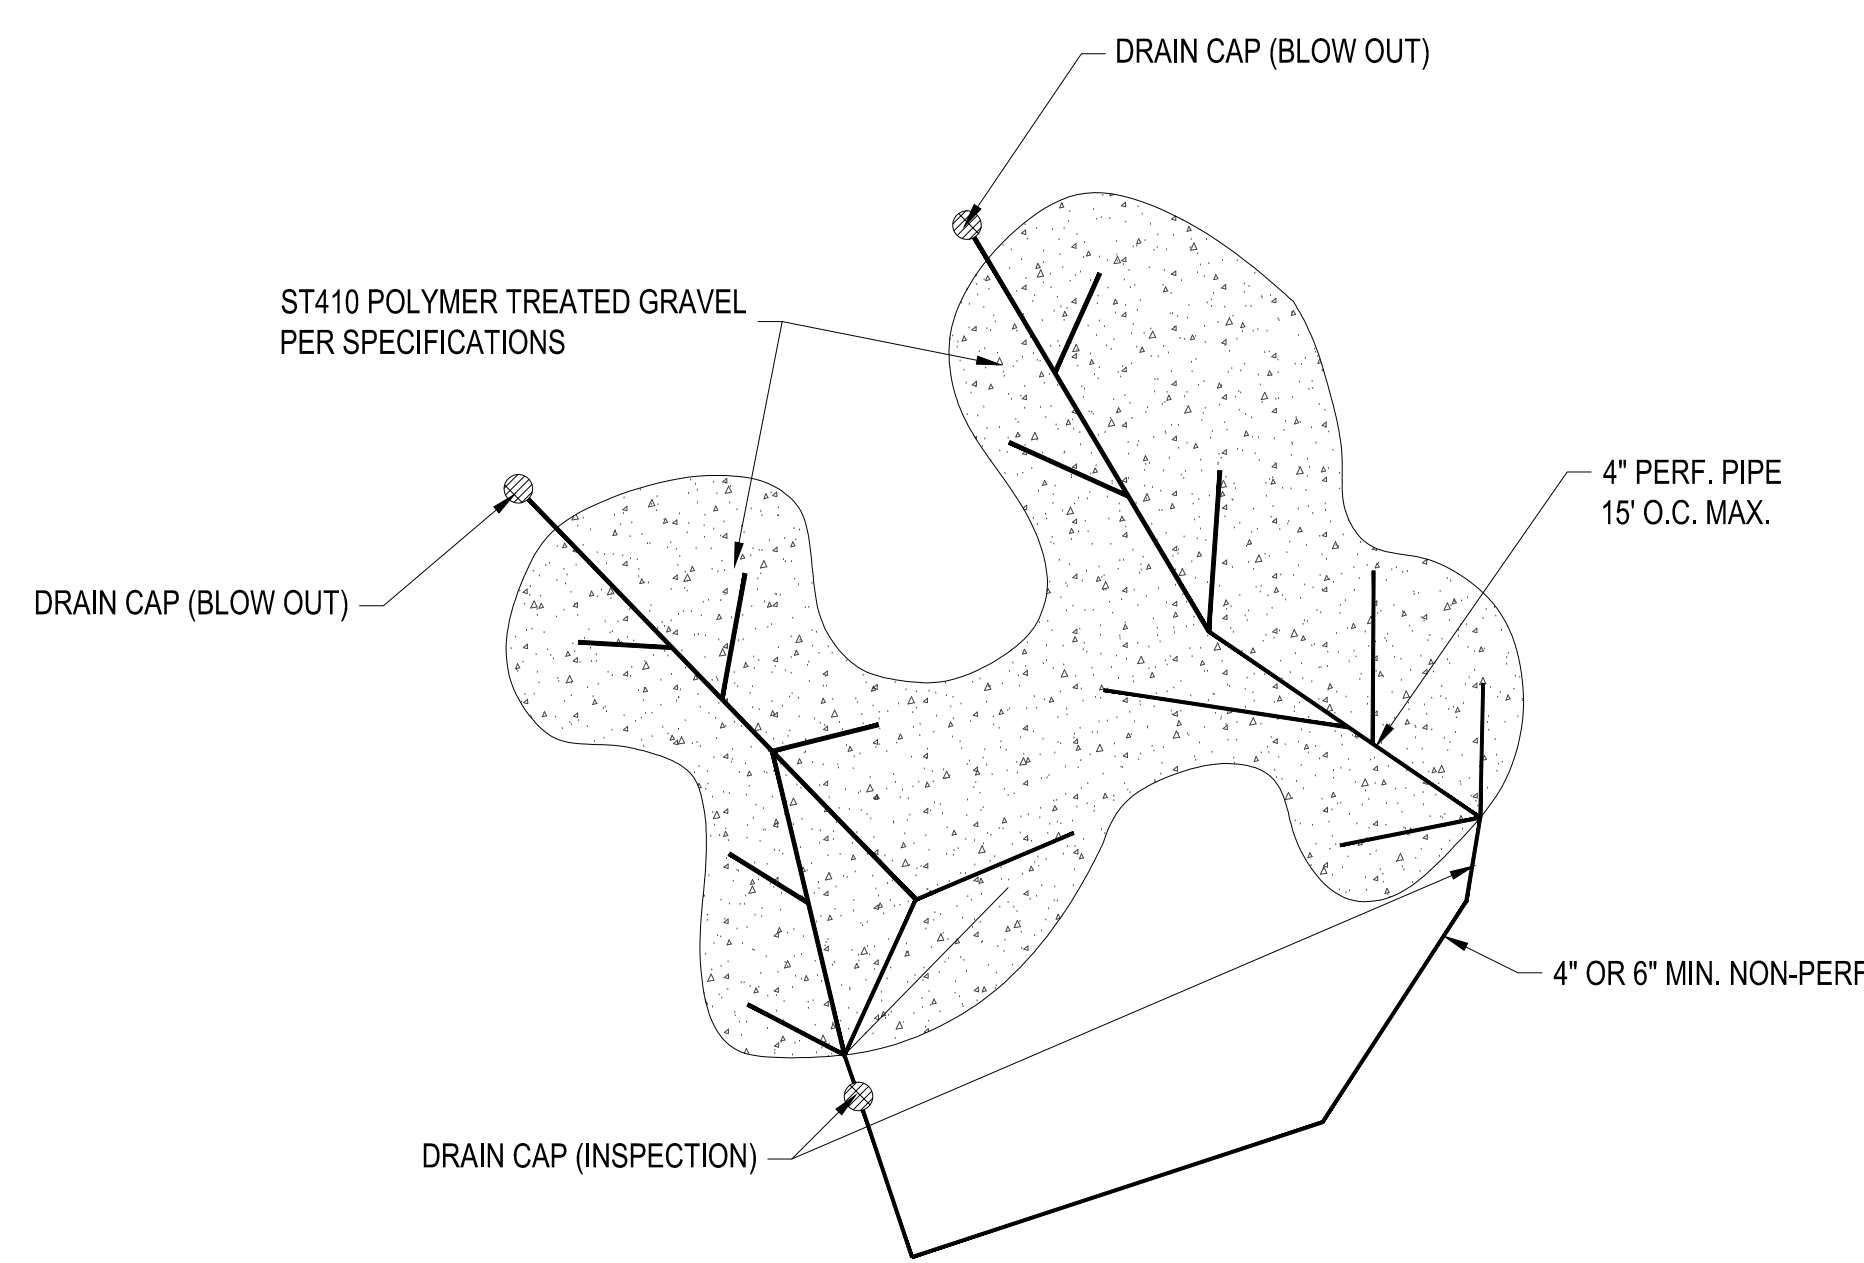 DRAIN CAP (BLOW OUT)
ST410 POLYMER TREATED GRAVEL
PER SPECIFICATIONS
4" PERF. PIPE
15' O.C. MAX.
DRAIN CAP (BLOW OUT)
4" OR 6" MIN. NON-PERF
DRAIN CAP (INSPECTION)